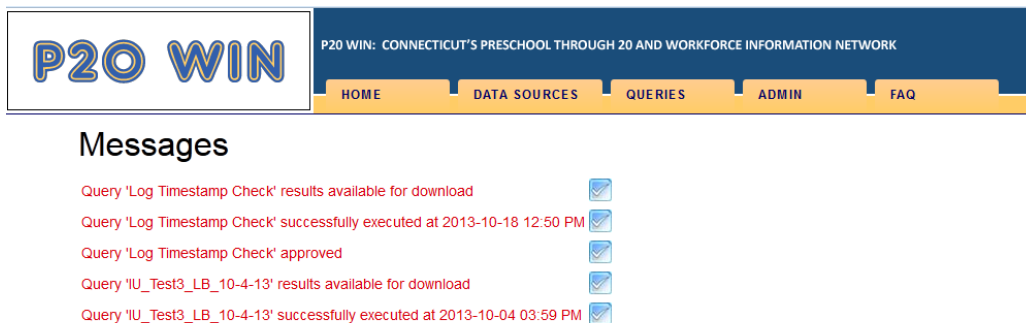 P20 WIN
P20 WIN: CONNECTICUT'S PRESCHOOL THROUGH 20 AND WORKFORCE INFORMATION NETWORK
HOME DATA SOURCES QUERIES ADMIN FAQ
Messages
Query 'Log Timestamp Check' results available for download
Query 'Log Timestamp Check' successfully executed at 2013-10-18 12:50 PM
Query 'Log Timestamp Check' approved
Query 'IU_Test3_LB_10-4-13' results available for download
Query 'IU_Test3_LB_10-4-13' successfully executed at 2013-10-04 03:59 PM